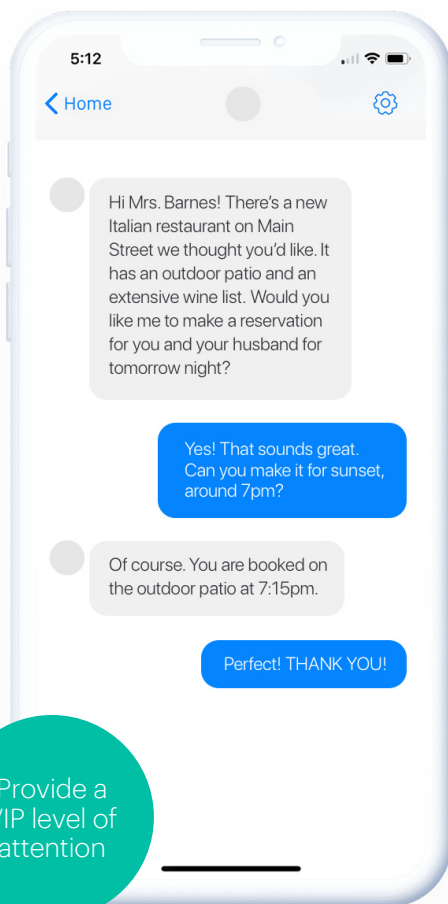 5:12
Home
Hi Mrs. Barnes! There's a new
Italian restaurant on Main
Street we thought you'd like. It
has an outdoor patio and an
extensive wine list. Would you
like me to make a reservation
for you and your husband for
tomorrow night?
Yes! That sounds great.
Can you make it for sunset,
around 7pm?
Of course. You are booked on
the outdoor patio at 7:15pm.
Perfect! THANK YOU!
Provide a
VIP level of
attention